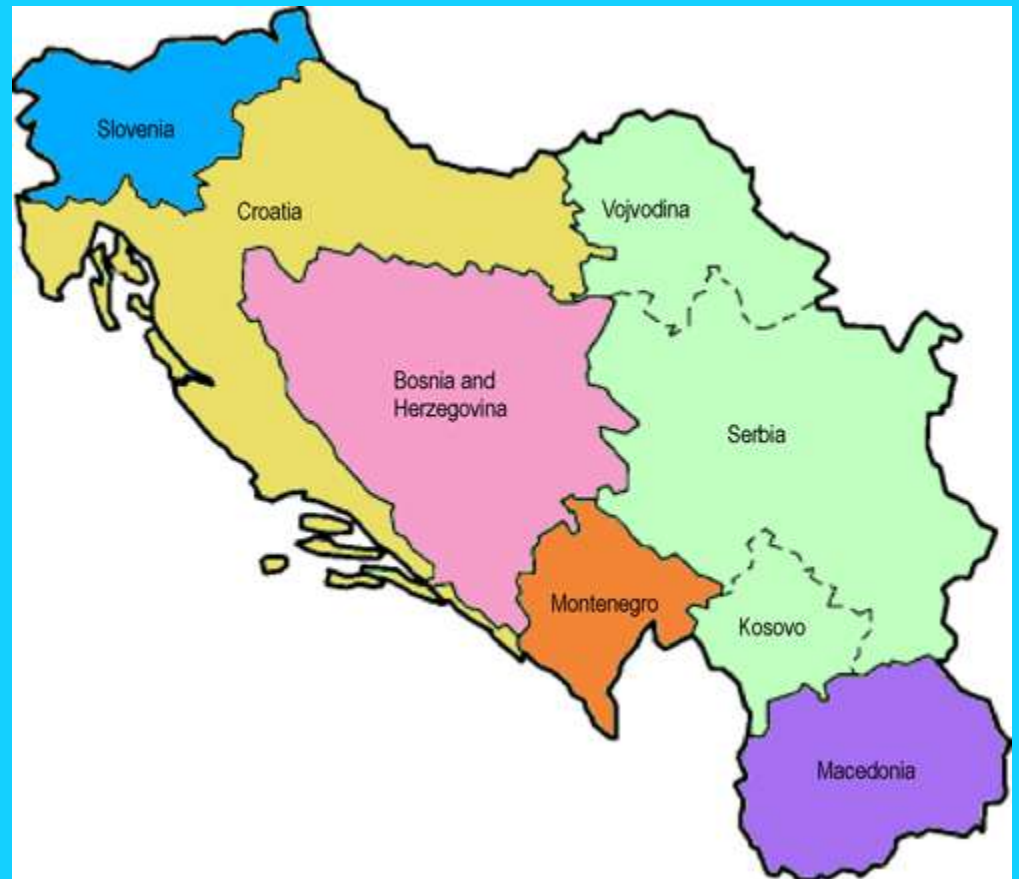 Slovenia
Croatia
Vojvodina
Bosnia and
Herzegovina
Serbia
Montenegro
Kosovo
Macedonia